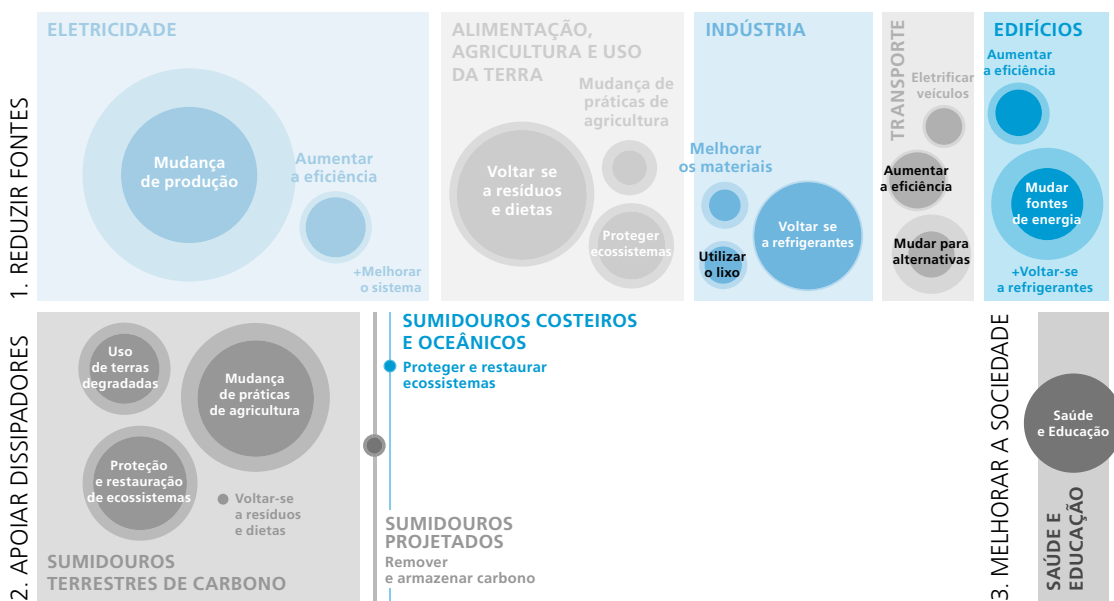 1. REDUZIR FONTES
ELETRICIDADE
Mudança
de produção
Aumentar
a eficiência
+Melhorar
o sistema
ALIMENTAÇÃO,
AGRICULTURA E USO
DA TERRA
Mudança de
práticas de
agricultura
Voltar se
a resíduos
e dietas
Proteger
ecossistemas
INDÚSTRIA
Melhorar
os materiais
Voltar se
a refrigerantes
Utilizar
o lixo
TRANSPORTE
Eletrificar
veículos
Aumentar
a eficiência
Mudar para
alternativas
EDIFÍCIOS
Aumentar
a eficiência
Mudar
fontes
de energia
+Voltar-se
a refrigerantes
2. APOIAR DISSIPADORES
Uso
de terras
degradadas
Mudança
de práticas
de agricultura
Proteção
e restauração
de ecossistemas
Voltar-se
a resíduos
e dietas
SUMIDOUROS
TERRESTRES DE CARBONO
SUMIDOUROS COSTEIROS
E OCEÂNICOS
Proteger e restaurar
ecossistemas
SUMIDOUROS
PROJETADOS
Remover
e armazenar carbono
3. MELHORAR A SOCIEDADE
Saúde
e Educação
SAÚDE E
EDUCAÇÃO